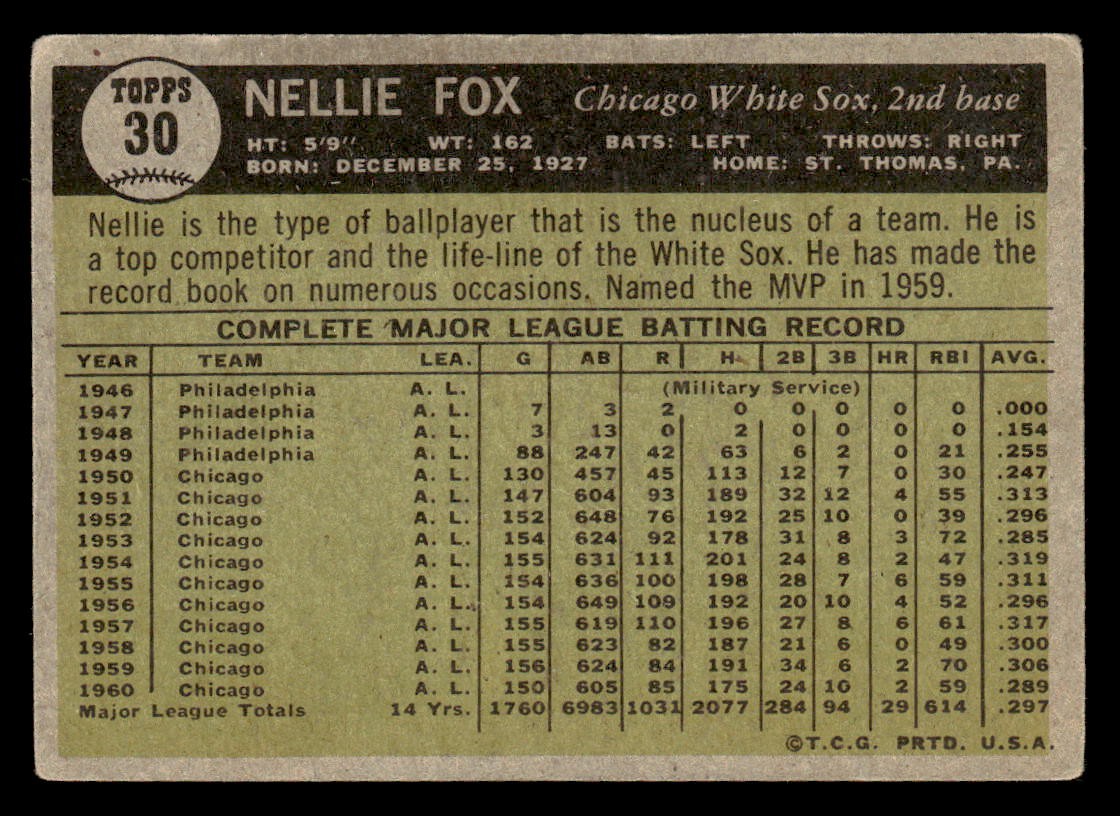 TOPPS
30
NELLIE FOX Chicago White Sox, 2nd base
HT: 5'9" WT: 162 BATS: LEFT THROWS: RIGHT
BORN: DECEMBER 25, 1927 HOME: ST. THOMAS, PA.
Nellie is the type of ballplayer that is the nucleus of a team. He is
a top competitor and the life-line of the White Sox. He has made the
record book on numerous occasions. Named the MVP in 1959.
COMPLETE MAJOR LEAGUE BATTING RECORD
YEAR TEAM LEA. G AB R H 2B 3B HR RBI AVG.
1946 Philadelphia A. L. (Military Service)
1947 Philadelphia A. L. 7 3 2 0 0 0 0 0 .000
1948 Philadelphia A. L. 3 13 0 2 0 0 0 0 .154
1949 Philadelphia A. L. 88 247 42 63 6 2 0 21 .255
1950 Chicago A. L. 130 457 45 113 12 7 0 30 .247
1951 Chicago A. L. 147 604 93 189 32 12 4 55 .313
1952 Chicago A. L. 152 648 76 192 25 10 0 39 .296
1953 Chicago A. L. 154 624 92 178 31 8 3 72 .285
1954 Chicago A. L. 155 631 111 201 24 8 2 47 .319
1955 Chicago A. L. 154 636 100 198 28 7 6 59 .311
1956 Chicago A. L. 154 649 109 192 20 10 4 52 .296
1957 Chicago A. L. 155 619 110 196 27 8 6 61 .317
1958 Chicago A. L. 155 623 82 187 21 6 0 49 .300
1959 Chicago A. L. 156 624 84 191 34 6 2 70 .306
1960 Chicago A. L. 150 605 85 175 24 10 2 59 .289
Major League Totals 14 Yrs. 1760 6983 1031 2077 284 94 29 614 .297
©T.C.G. PRTD. U.S.A.